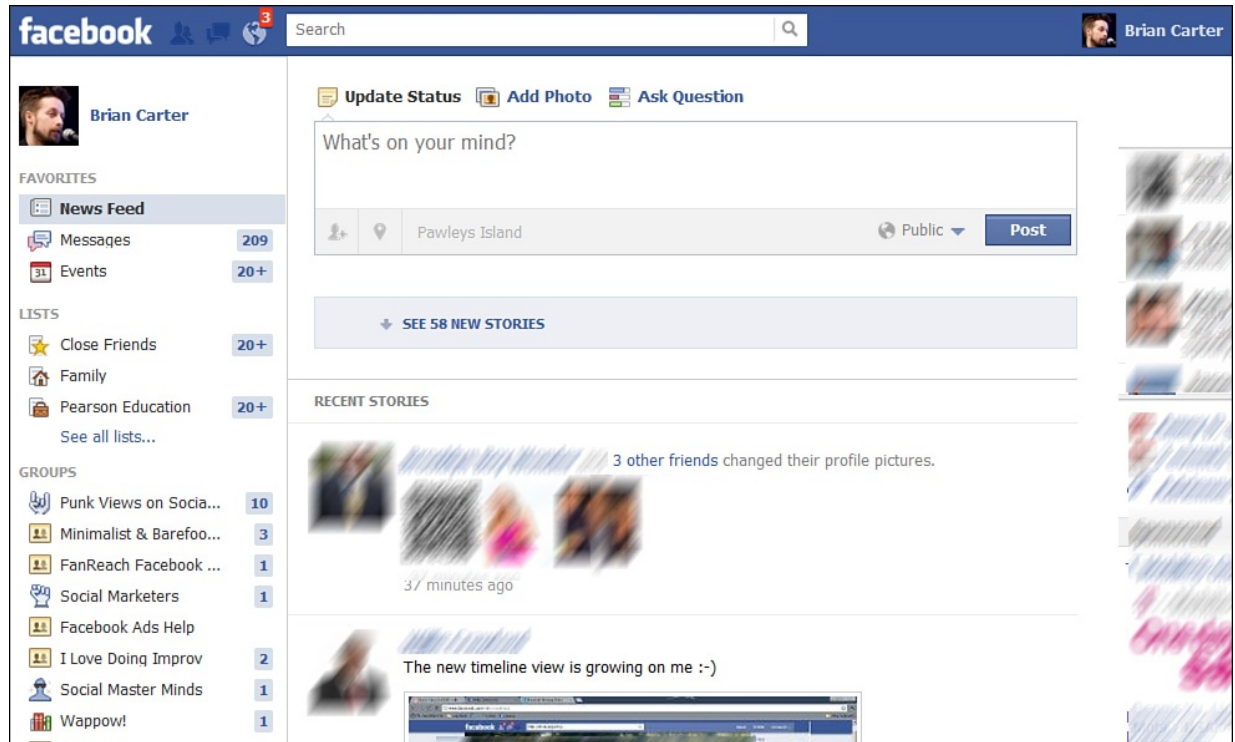 facebook 3 Search Brian Carter
Brian Carter
FAVORITES
News Feed
Messages 209
31 Events 20+
LISTS
Close Friends 20+
Family
Pearson Education 20+
See all lists...
GROUPS
Punk Views on Socia... 10
Minimalist & Barefoo... 3
FanReach Facebook ... 1
Social Marketers 1
Facebook Ads Help
I Love Doing Improv 2
Social Master Minds 1
Wappow! 1
Update Status Add Photo Ask Question
What's on your mind?
Pawleys Island Public Post
SEE 58 NEW STORIES
RECENT STORIES
3 other friends changed their profile pictures.
37 minutes ago
The new timeline view is growing on me :-)
facebook